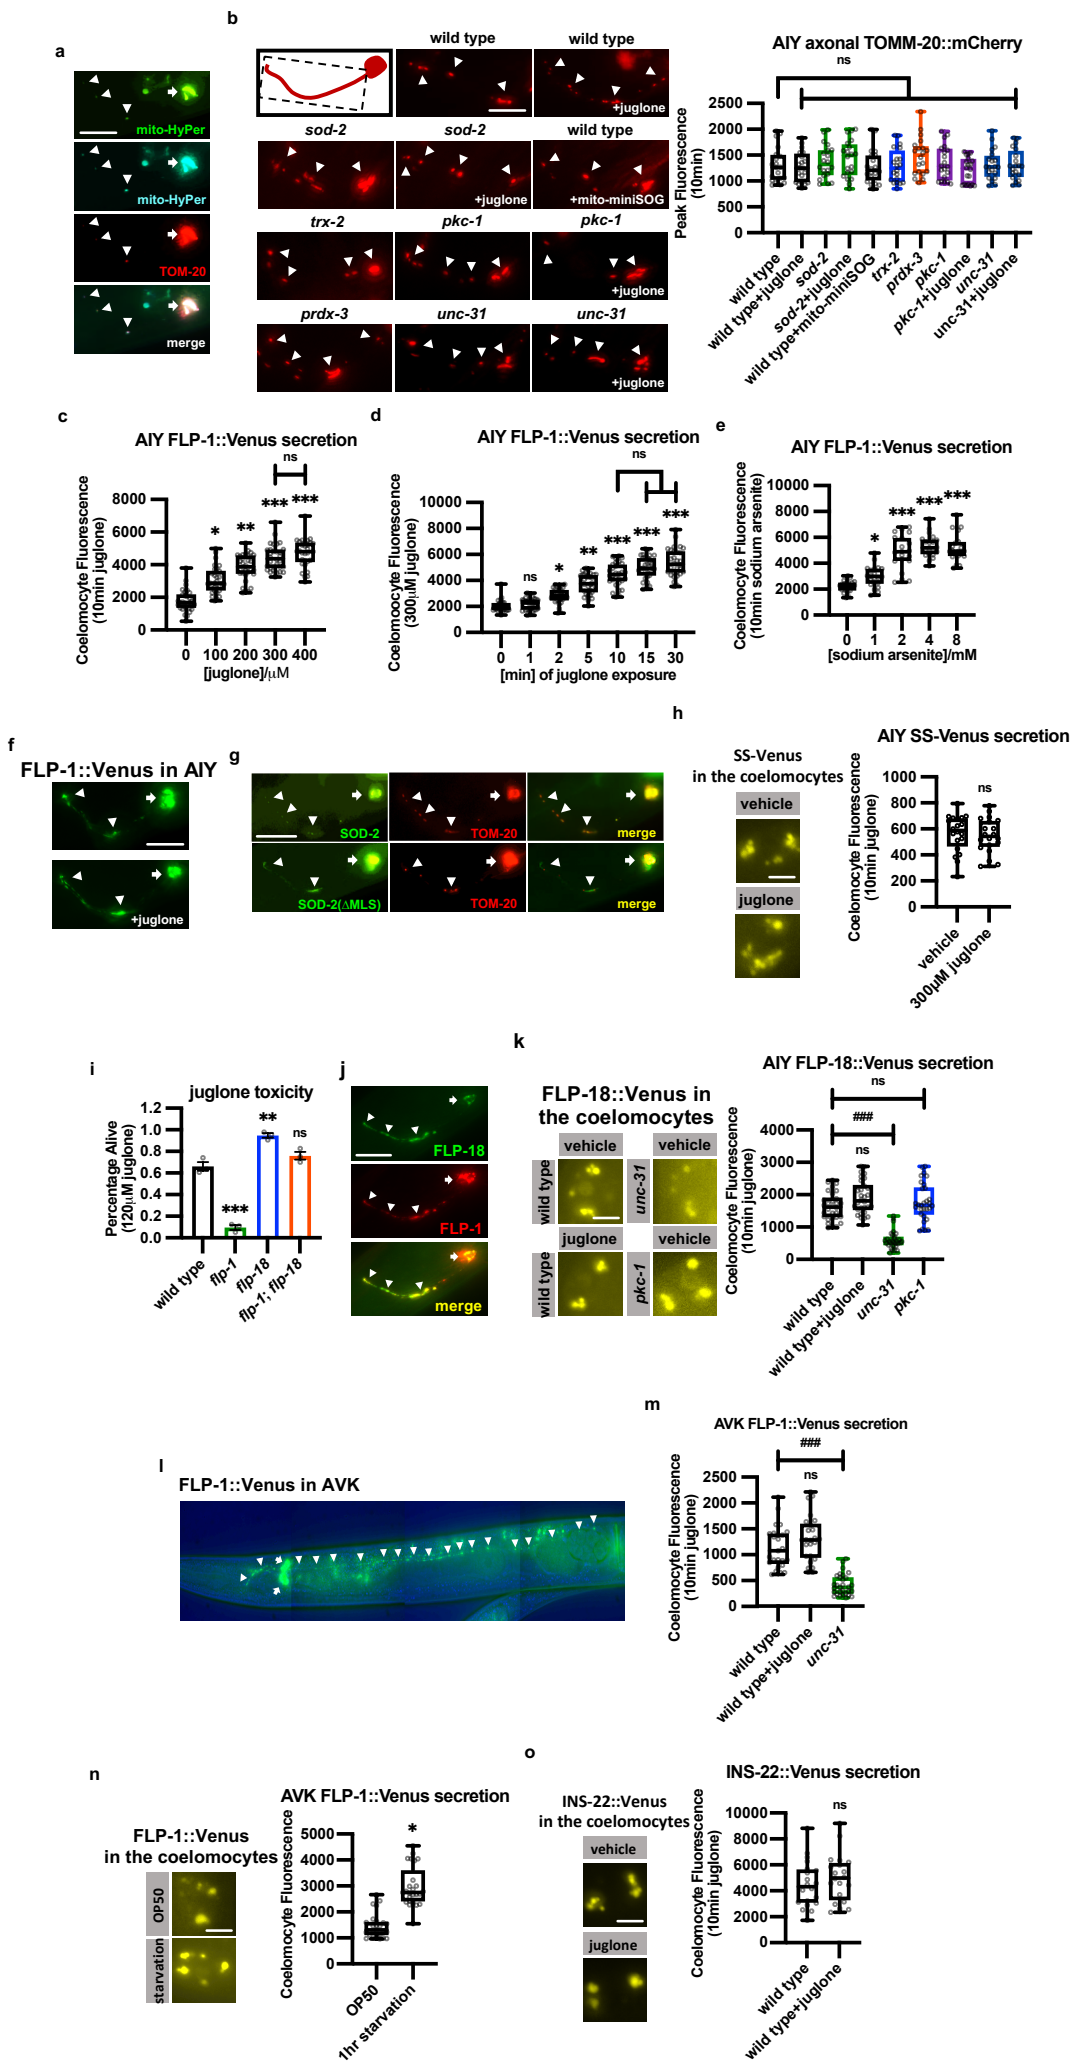 a
mito-HyPer
mito-HyPer
TOM-20
merge
b
wild type
wild type
+juglone
sod-2
sod-2
wild type
+juglone
+mito-miniSOG
trx-2
pkc-1
pkc-1
+juglone
prdx-3
unc-31
unc-31
+juglone
AIY axonal TOMM-20::mCherry
ns
Peak Fluorescence
(10min)
2500
2000
1500
1000
500
0
wild type
wild type+juglone
sod-2
sod-2+juglone
wild type+mito-miniSOG
trx-2
prdx-3
pkc-1
pkc-1+juglone
unc-31
unc-31+juglone
c
AIY FLP-1::Venus secretion
Coelomocyte Fluorescence
(10min juglone)
8000
6000
4000
2000
0
* ** *** ***
ns
0 100 200 300 400
[juglone]/μM
d
AIY FLP-1::Venus secretion
Coelomoocyte Fluorescence
(300μM juglone)
10000
8000
6000
4000
2000
0
ns * ** *** *** ***
ns
0 1 2 5 10 15 30
[min] of juglone exposure
e
AIY FLP-1::Venus secretion
Coelomocyte Fluorescence
(10min sodium arsenite)
10000
8000
6000
4000
2000
0
* *** *** ***
0 1 2 4 8
[sodium arsenite]/mM
f
FLP-1::Venus in AIY
+juglone
g
SOD-2
TOM-20
merge
SOD-2(ΔMLS)
TOM-20
merge
h
SS-Venus
in the coelomocytes
vehicle
juglone
AIY SS-Venus secretion
Coelomocyte Fluorescence
(10min juglone)
1000
800
600
400
200
0
ns
vehicle
300μM juglone
i
juglone toxicity
Percentage Alive
(120μM juglone)
1.2
1.0
0.8
0.6
0.4
0.2
0.0
*** ** ns
wild type
flp-1
flp-18
flp-1; flp-18
j
FLP-18
FLP-1
merge
k
FLP-18::Venus in
the coelomocytes
vehicle
vehicle
wild type
unc-31
juglone
vehicle
wild type
pkc-1
AIY FLP-18::Venus secretion
ns
###
ns
Coelomocyte Fluorescence
(10min juglone)
4000
3000
2000
1000
0
wild type
wild type+juglone
unc-31
pkc-1
l
FLP-1::Venus in AVK
m
AVK FLP-1::Venus secretion
###
ns
Coelomocyte Fluorescence
(10min juglone)
2500
2000
1500
1000
500
0
wild type
wild type+juglone
unc-31
n
FLP-1::Venus
in the coelomocytes
OP50
starvation
AVK FLP-1::Venus secretion
Coelomocyte Fluorescence
5000
4000
3000
2000
1000
0
*
OP50
1hr starvation
o
INS-22::Venus
in the coelomocytes
vehicle
juglone
INS-22::Venus secretion
Coelomocyte Fluorescence
(10min juglone)
10000
8000
6000
4000
2000
0
ns
wild type
wild type+juglone